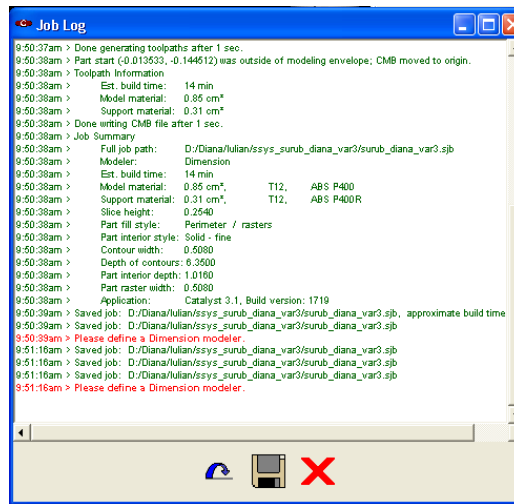 Job Log
9:50:37am > Done generating toolpaths after 1 sec.
9:50:38am > Part start (-0.013533, -0.144512) was outside of modeling envelope; CMB moved to origin.
9:50:38am > Toolpath Information
9:50:38am > Est. build time: 14 min
9:50:38am > Model material: 0.85 cm³
9:50:38am > Support material: 0.31 cm³
9:50:38am > Done writing CMB file after 1 sec.
9:50:38am > Job Summary
9:50:38am > Full job path: D:/Diana/Iulian/ssys_surub_diana_var3/surub_diana_var3.sjb
9:50:38am > Modeler: Dimension
9:50:38am > Est. build time: 14 min
9:50:38am > Model material: 0.85 cm³, T12, ABS P400
9:50:38am > Support material: 0.31 cm³, T12, ABS P400R
9:50:38am > Slice height: 0.2540
9:50:38am > Part fill style: Perimeter / rasters
9:50:38am > Part interior style: Solid - fine
9:50:38am > Contour width: 0.5080
9:50:38am > Depth of contours: 6.3500
9:50:38am > Part interior depth: 1.0160
9:50:38am > Part raster width: 0.5080
9:50:38am > Application: Catalyst 3.1, Build version: 1719
9:50:39am > Saved job: D:/Diana/Iulian/ssys_surub_diana_var3/surub_diana_var3.sjb, approximate build time
9:50:39am > Saved job: D:/Diana/Iulian/ssys_surub_diana_var3/surub_diana_var3.sjb
9:50:39am > Please define a Dimension modeler.
9:51:16am > Saved job: D:/Diana/Iulian/ssys_surub_diana_var3/surub_diana_var3.sjb
9:51:16am > Saved job: D:/Diana/Iulian/ssys_surub_diana_var3/surub_diana_var3.sjb
9:51:16am > Saved job: D:/Diana/Iulian/ssys_surub_diana_var3/surub_diana_var3.sjb
9:51:16am > Please define a Dimension modeler.